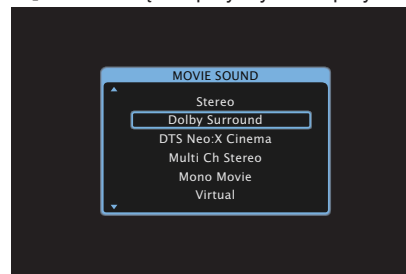 MOVIE SOUND
Stereo
Dolby Surround
DTS Neo:X Cinema
Multi Ch Stereo
Mono Movie
Virtual